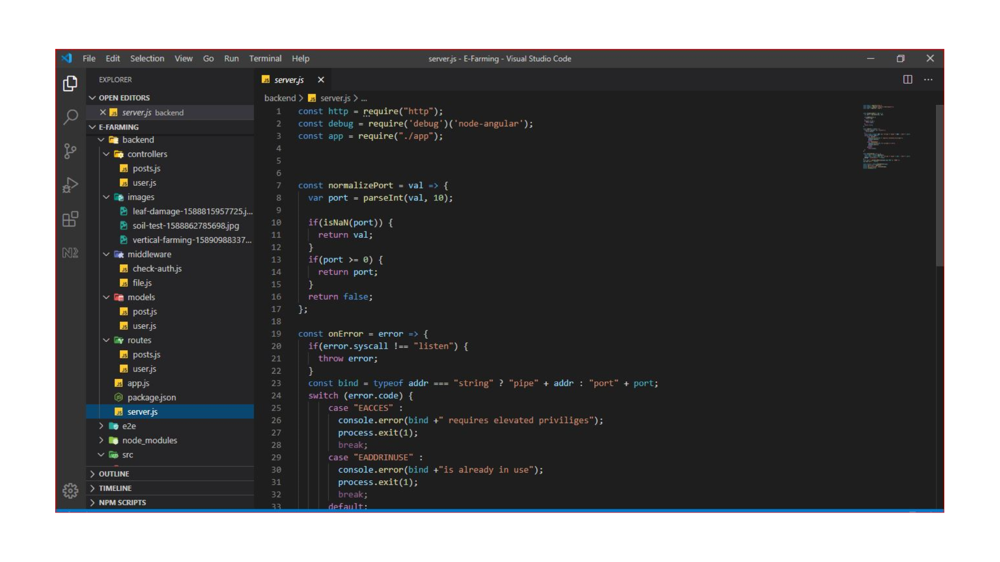 File Edit Selection View Go Run Terminal Help
server.js - E-Farming - Visual Studio Code
EXPLORER
OPEN EDITORS
server.js backend
E-FARMING
backend
controllers
posts.js
user.js
images
leaf-damage-1588815957725.j...
soil-test-1588862785698.jpg
vertical-farming-15890988337...
middleware
check-auth.js
file.js
models
post.js
user.js
routes
posts.js
user.js
app.js
package.json
server.js
e2e
node_modules
src
OUTLINE
TIMELINE
NPM SCRIPTS
server.js
backend > server.js > ...
1 const http = require("http");
2 const debug = require('debug')('node-angular');
3 const app = require("./app");
4
5
6
7 const normalizePort = val => {
8 var port = parseInt(val, 10);
9
10 if(isNaN(port)) {
11 return val;
12 }
13 if(port >= 0) {
14 return port;
15 }
16 return false;
17 };
18
19 const onError = error => {
20 if(error.syscall !== "listen") {
21 throw error;
22 }
23 const bind = typeof addr === "string" ? "pipe" + addr : "port" + port;
24 switch (error.code) {
25 case "EACCES" :
26 console.error(bind +" requires elevated priviliges");
27 process.exit(1);
28 break;
29 case "EADDRINUSE" :
30 console.error(bind +"is already in use");
31 process.exit(1);
32 break;
33 default: